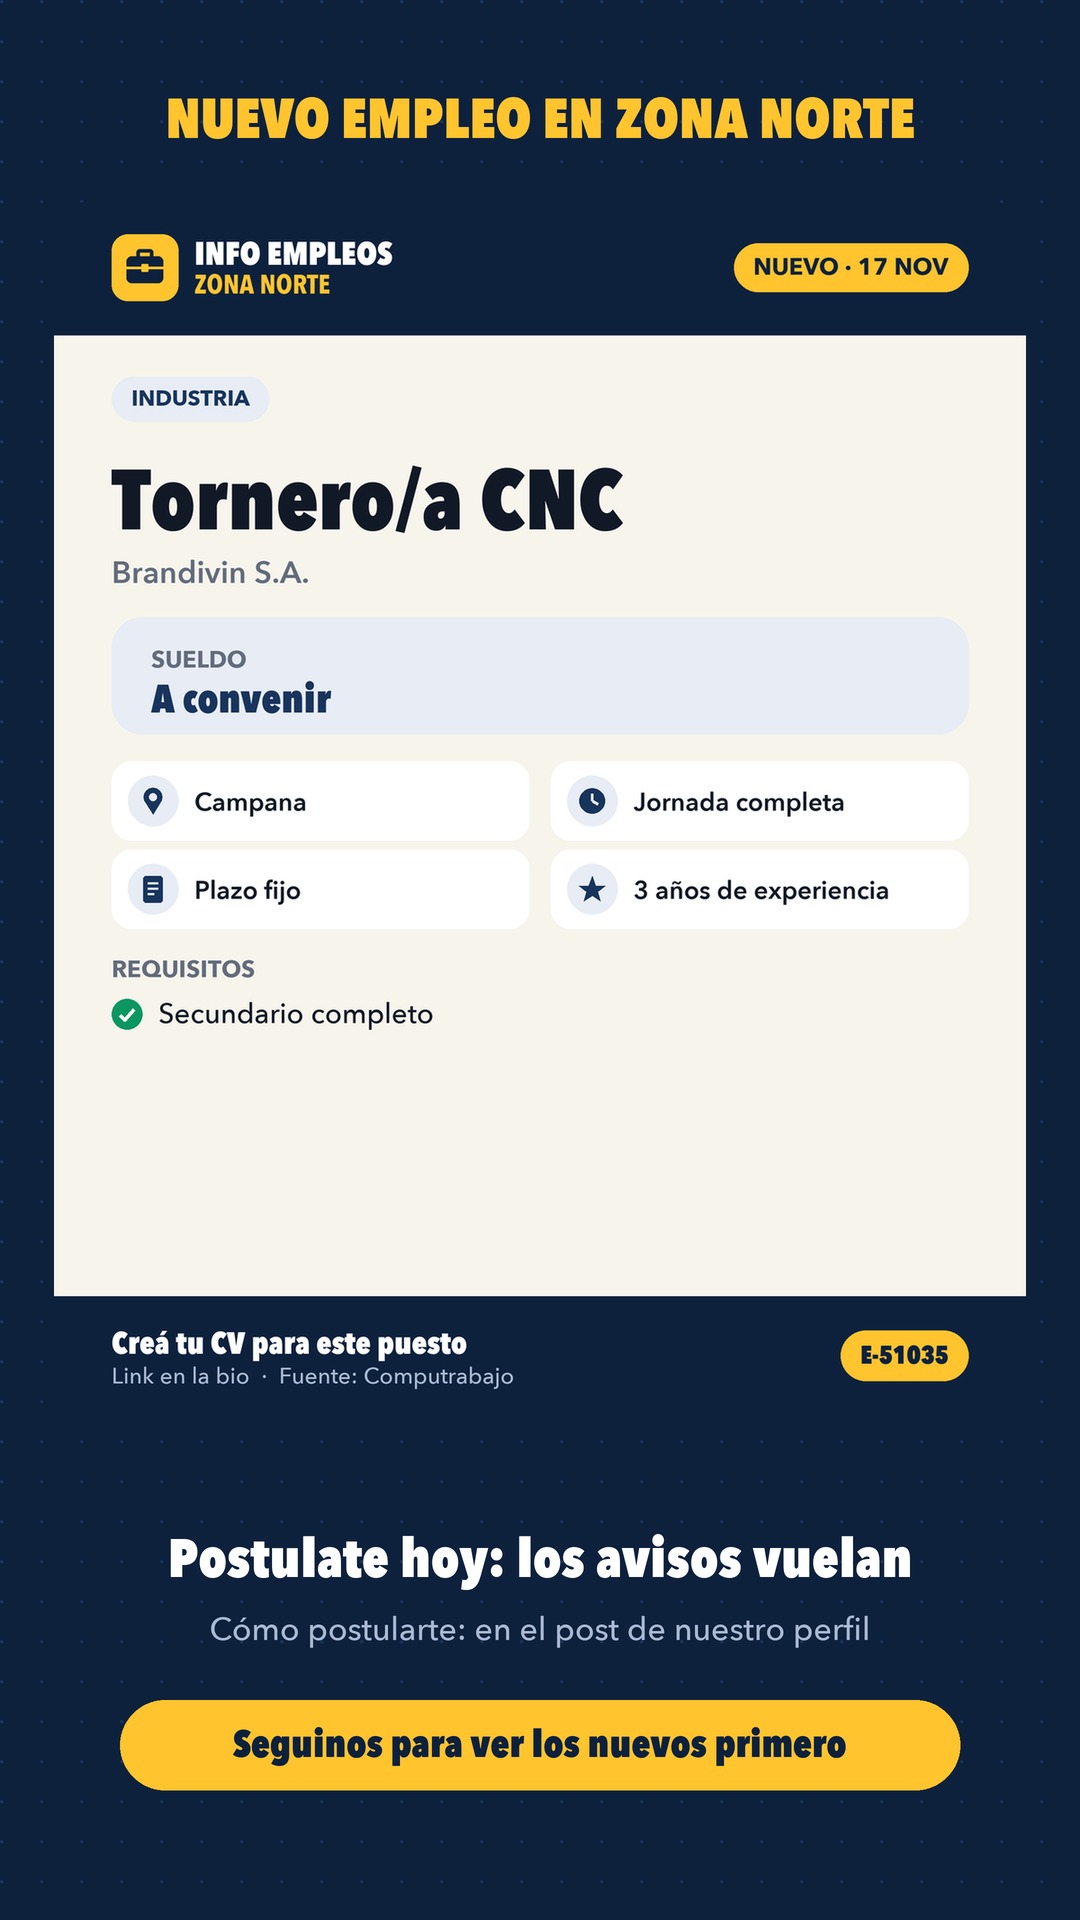 NUEVO EMPLEO EN ZONA NORTE
INFO EMPLEOS
ZONA NORTE
NUEVO · 17 NOV
INDUSTRIA
Tornero/a CNC
Brandivin S.A.
SUELDO
A convenir
Campana
Jornada completa
Plazo fijo
3 años de experiencia
REQUISITOS
Secundario completo
Creá tu CV para este puesto
Link en la bio · Fuente: Computrabajo
E-51035
Postulate hoy: los avisos vuelan
Cómo postularte: en el post de nuestro perfil
Seguinos para ver los nuevos primero